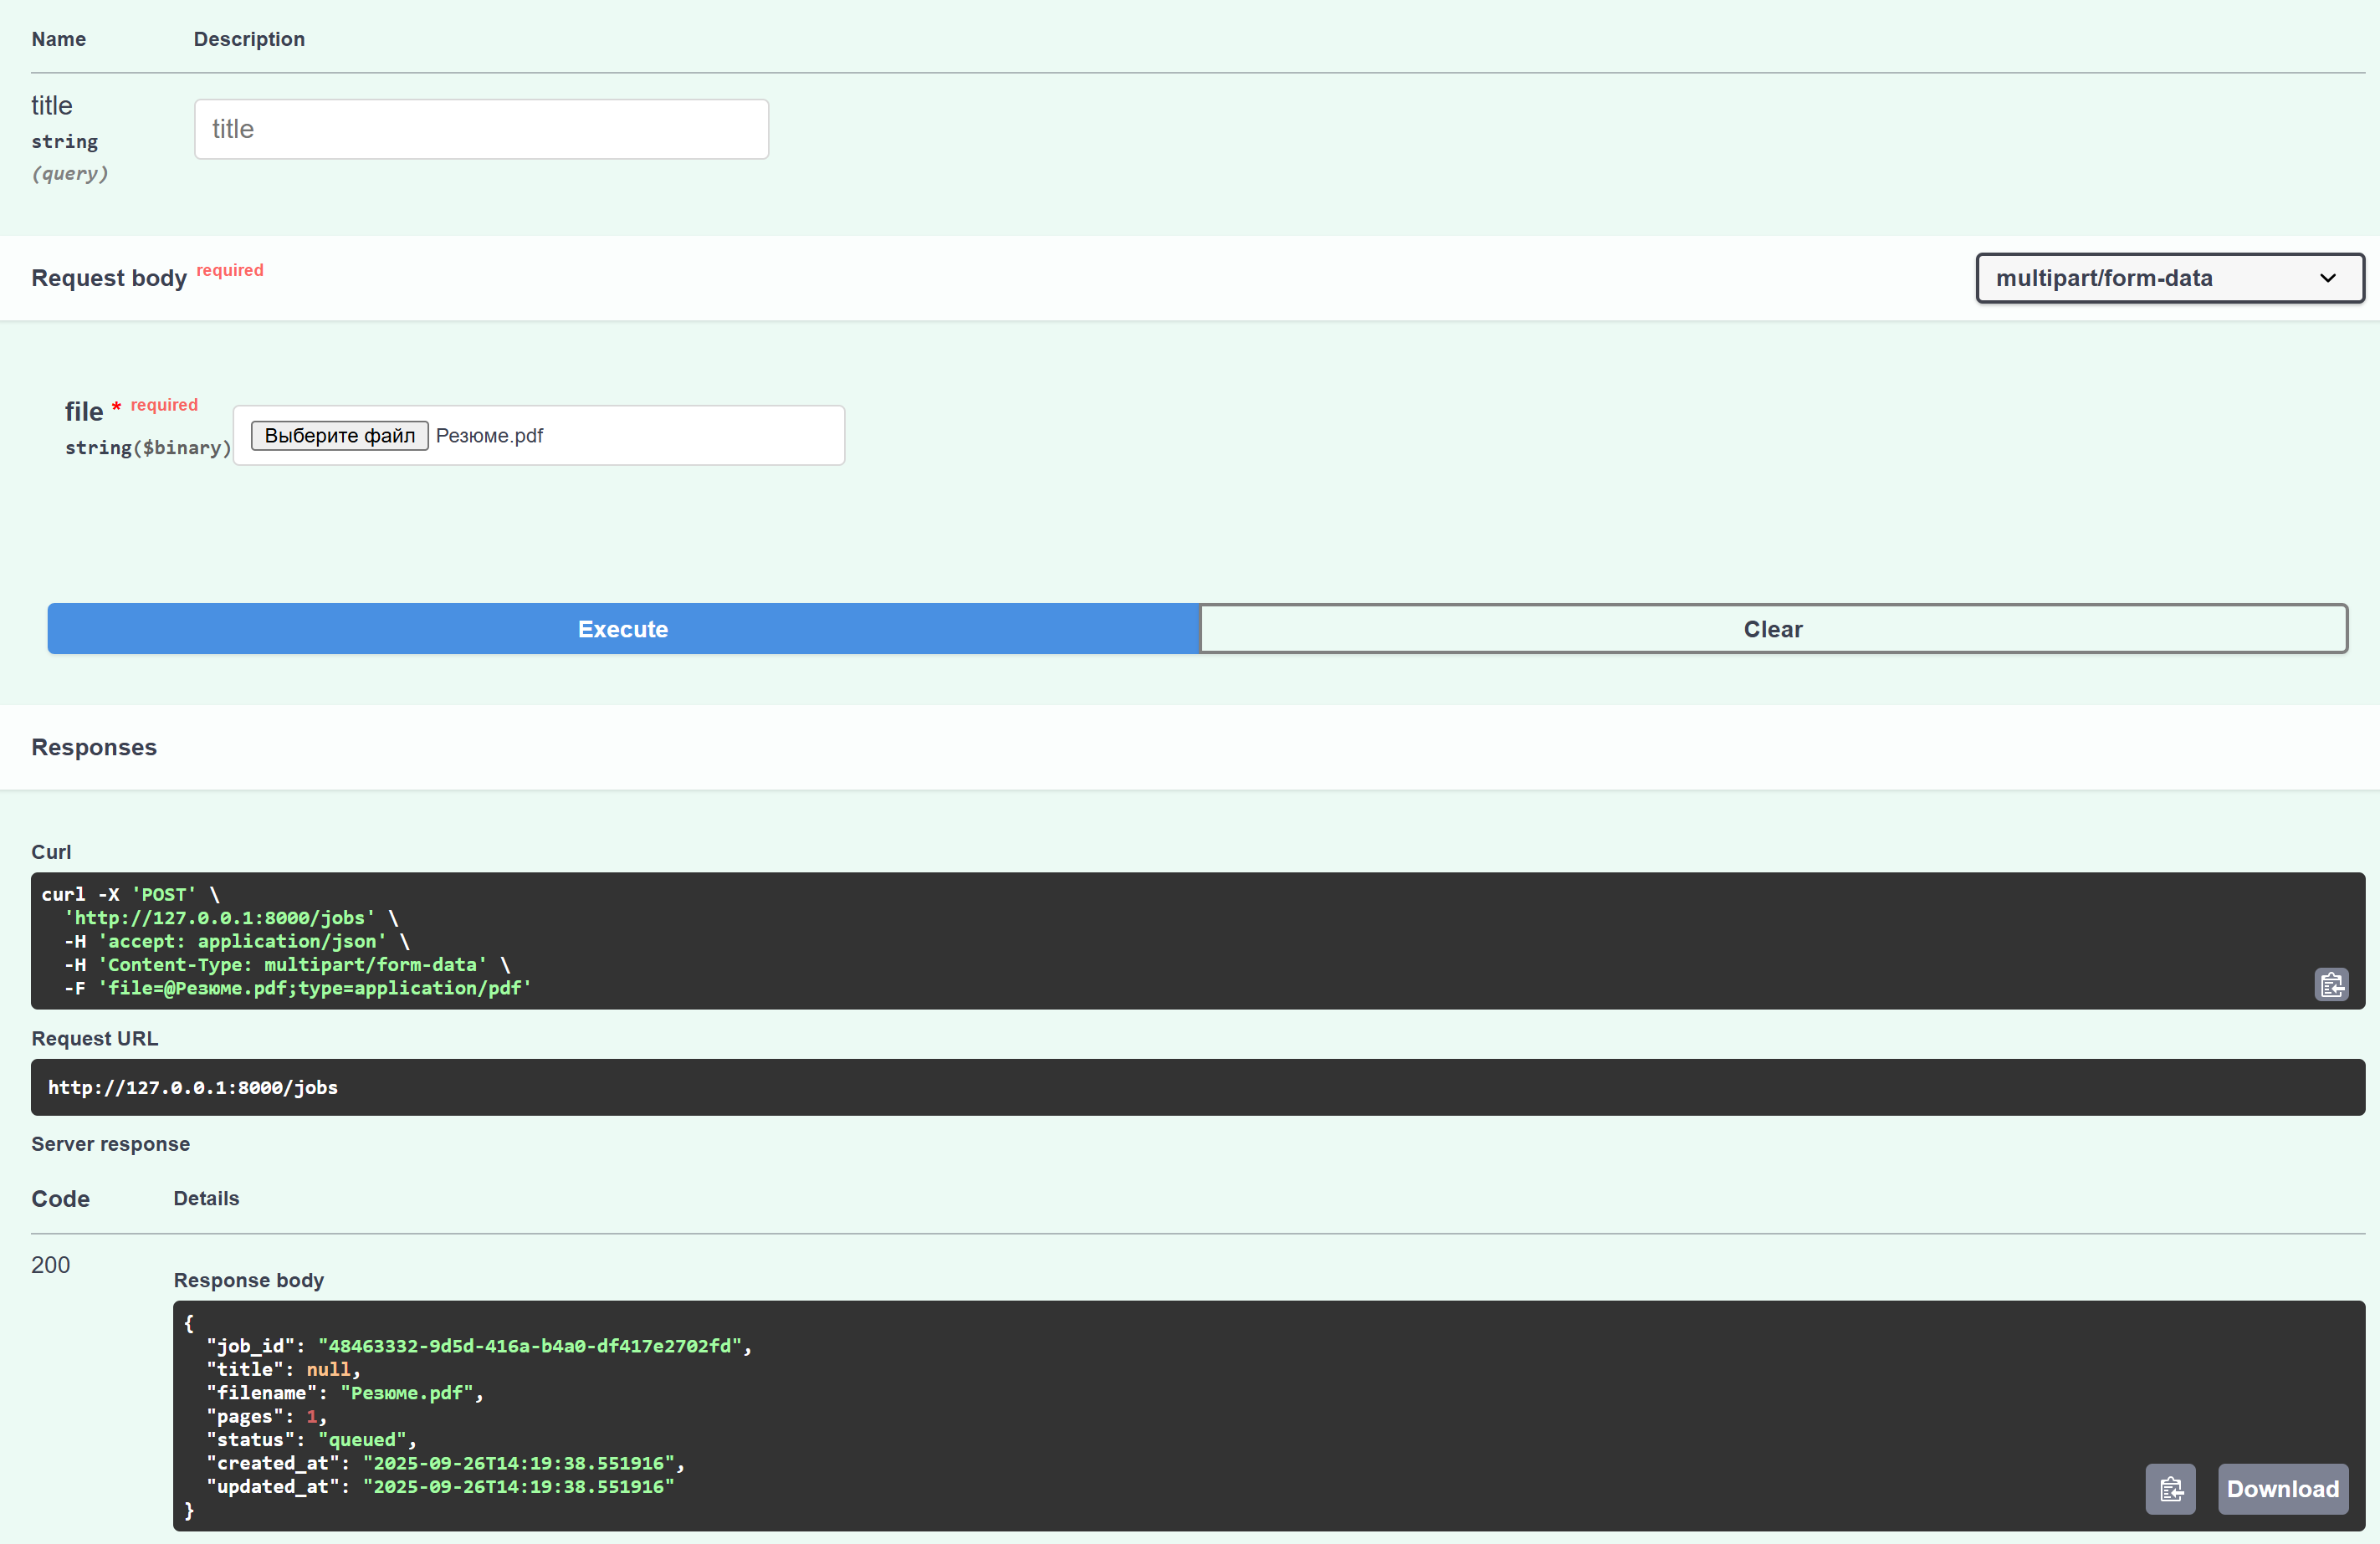 Name Description
title
string
(query)
title
Request body required
multipart/form-data
file * required
string($binary)
Выберите файл Резюме.pdf
Execute Clear
Responses
Curl
curl -X 'POST' \
  'http://127.0.0.1:8000/jobs' \
  -H 'accept: application/json' \
  -H 'Content-Type: multipart/form-data' \
  -F 'file=@Резюме.pdf;type=application/pdf'
Request URL
http://127.0.0.1:8000/jobs
Server response
Code Details
200
Response body
{
  "job_id": "48463332-9d5d-416a-b4a0-df417e2702fd",
  "title": null,
  "filename": "Резюме.pdf",
  "pages": 1,
  "status": "queued",
  "created_at": "2025-09-26T14:19:38.551916",
  "updated_at": "2025-09-26T14:19:38.551916"
}
Download